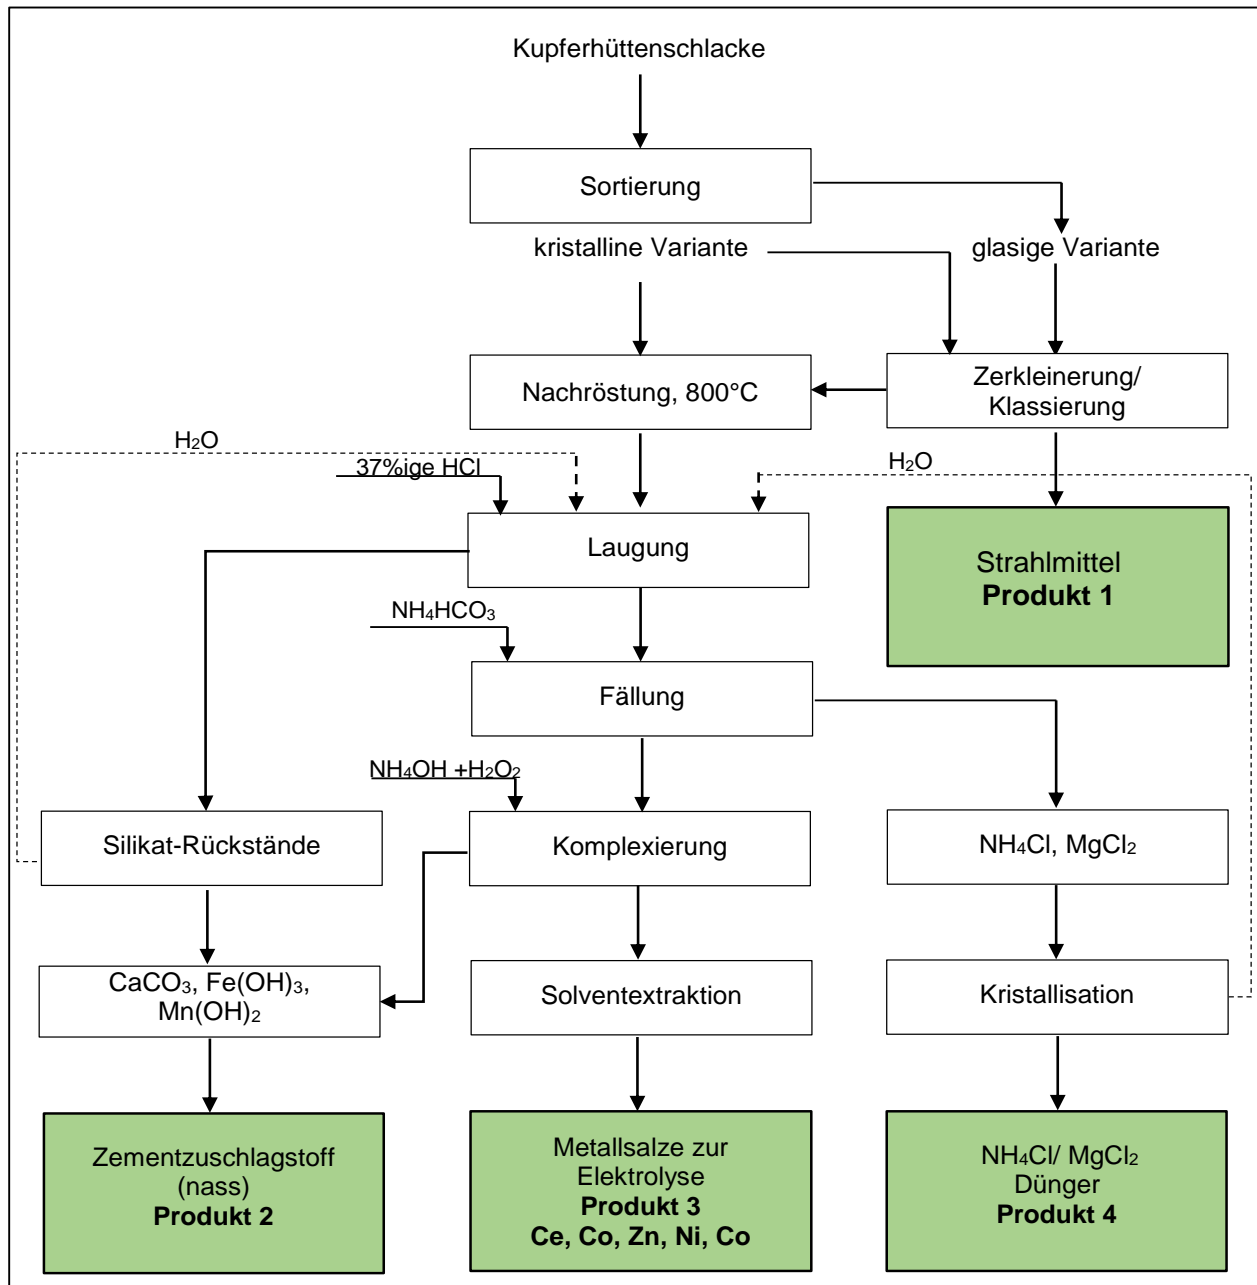 Kupferhüttenschlacke
Sortierung
kristalline Variante
glasige Variante
Nachröstung, 800°C
Zerkleinerung/
Klassierung
H₂O
37%ige HCl
H₂O
Laugung
Strahlmittel
Produkt 1
NH₄HCO₃
Fällung
NH₄OH +H₂O₂
Silikat-Rückstände
Komplexierung
NH₄Cl, MgCl₂
CaCO₃, Fe(OH)₃,
Mn(OH)₂
Solventextraktion
Kristallisation
Zementzuschlagstoff
(nass)
Produkt 2
Metallsalze zur
Elektrolyse
Produkt 3
Ce, Co, Zn, Ni, Co
NH₄Cl/ MgCl₂
Dünger
Produkt 4